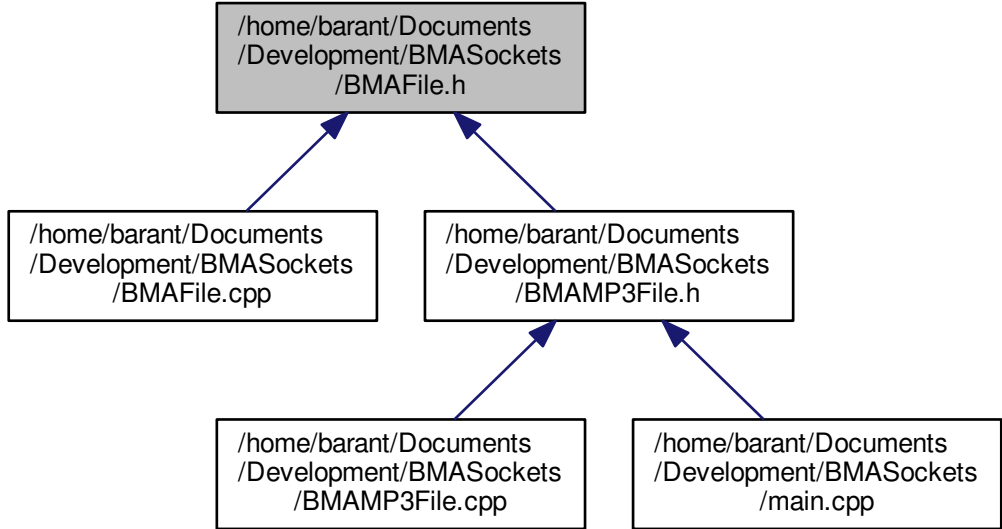 /home/barant/Documents
/Development/BMASockets
/BMAFile.h
/home/barant/Documents
/Development/BMASockets
/BMAFile.cpp
/home/barant/Documents
/Development/BMASockets
/BMAMP3File.h
/home/barant/Documents
/Development/BMASockets
/BMAMP3File.cpp
/home/barant/Documents
/Development/BMASockets
/main.cpp